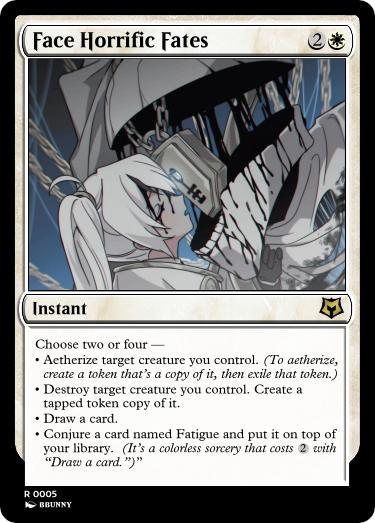 Face Horrific Fates 2
Instant
Choose two or four —
• Aetherize target creature you control. (To aetherize,
create a token that's a copy of it, then exile that token.)
• Destroy target creature you control. Create a
tapped token copy of it.
• Draw a card.
• Conjure a card named Fatigue and put it on top of
your library. (It's a colorless sorcery that costs 2 with
“Draw a card.”)”
R 0005
BBUNNY